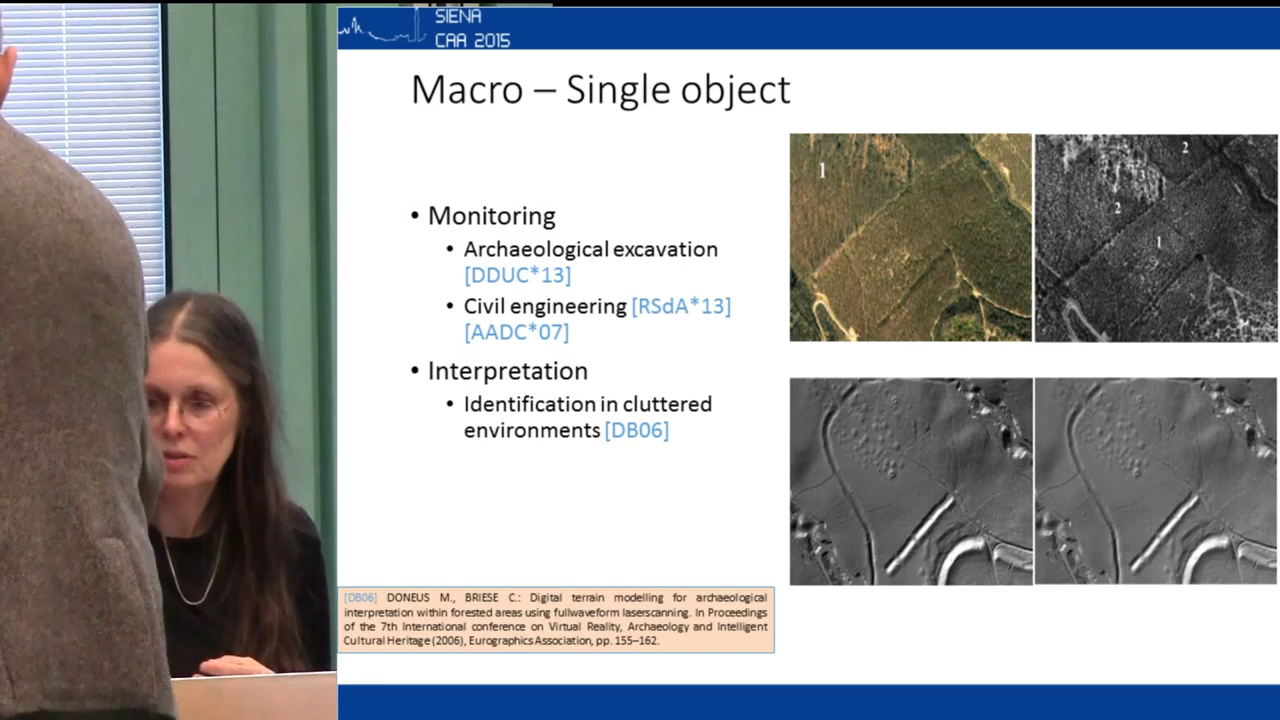 SIENA
CAA 2015
Macro – Single object
• Monitoring
• Archaeological excavation
[DDUC*13]
• Civil engineering [RSdA*13]
[AADC*07]
• Interpretation
• Identification in cluttered
environments [DB06]
1
2
3
2
1
[DB06] DONEUS M., BRIESE C.: Digital terrain modelling for archaeological
interpretation within forested areas using fullwaveform laserscanning. In Proceedings
of the 7th International conference on Virtual Reality, Archaeology and Intelligent
Cultural Heritage (2006), Eurographics Association, pp. 155–162.